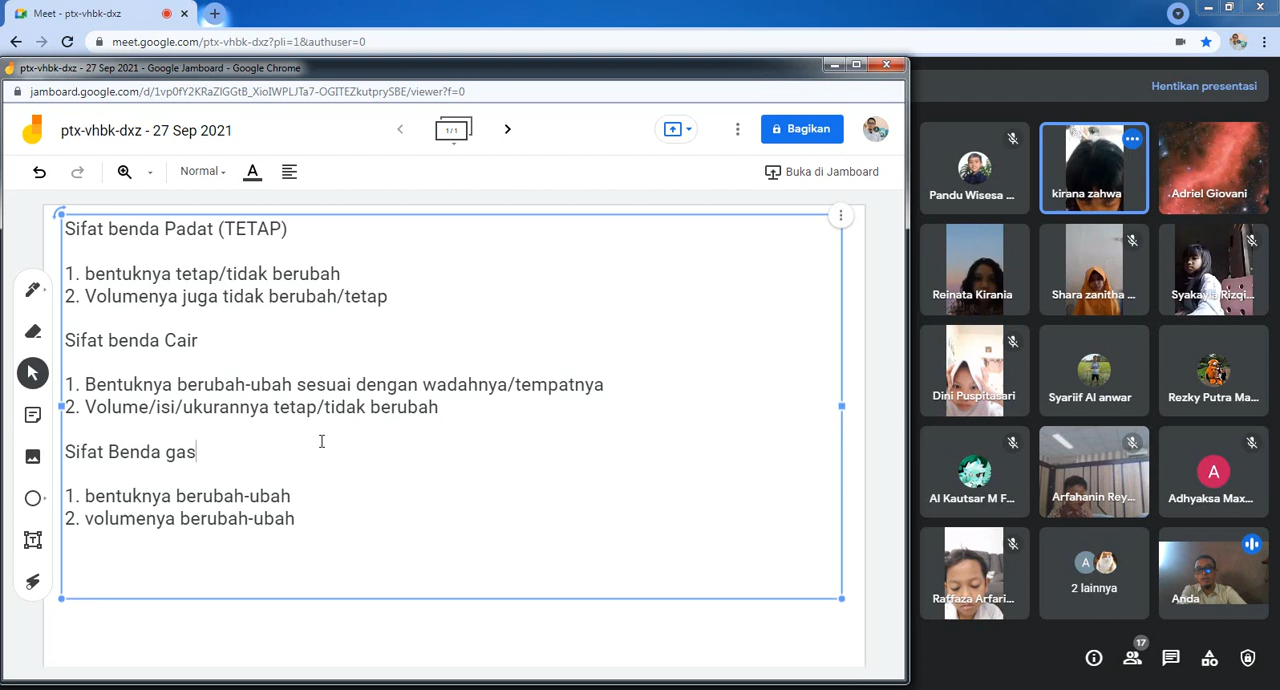 Meet - ptx-vhbk-dxz
meet.google.com/ptx-vhbk-dxz?pli=1&authuser=0
ptx-vhbk-dxz - 27 Sep 2021 - Google Jamboard - Google Chrome
jamboard.google.com/d/1vp0fY2KRaZlGGtB_XioIWPLJTa7-OGITEZkutprySBE/viewer?f=0
Hentikan presentasi
ptx-vhbk-dxz - 27 Sep 2021
1/1
Bagikan
Normal
A
Buka di Jamboard
Sifat benda Padat (TETAP)
1. bentuknya tetap/tidak berubah
2. Volumenya juga tidak berubah/tetap
Sifat benda Cair
1. Bentuknya berubah-ubah sesuai dengan wadahnya/tempatnya
2. Volume/isi/ukurannya tetap/tidak berubah
Sifat Benda gas
1. bentuknya berubah-ubah
2. volumenya berubah-ubah
Pandu Wisesa ...
kirana zahwa
Adriel Giovani
Reinata Kirania
Shara zanitha ...
Syakayla Rizqi...
Dini Puspitasari
Syariif Al anwar
Rezky Putra Ma...
Al Kautsar M F...
Arfahanin Rey...
A
Adhyaksa Max...
Raffaza Arfari...
A
2 lainnya
Anda
17